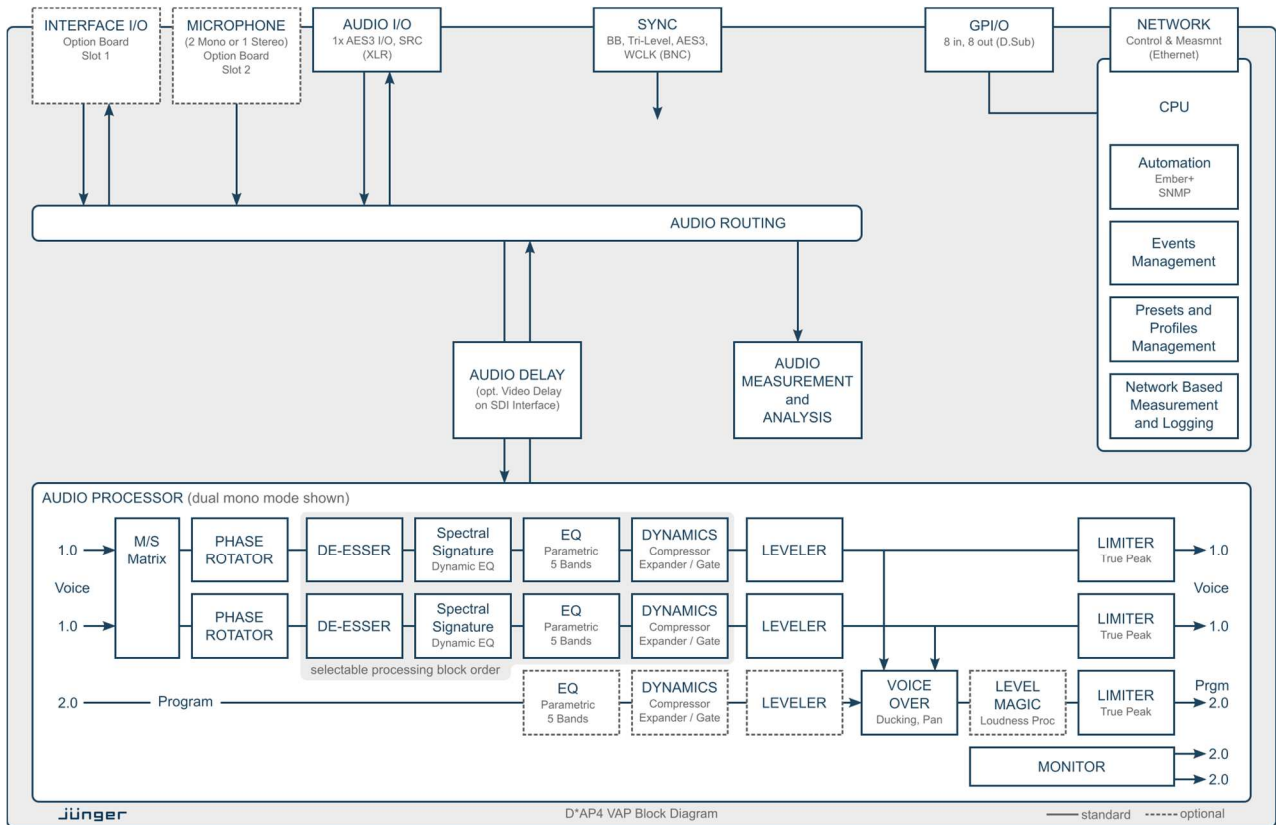 INTERFACE I/O
Option Board
Slot 1
MICROPHONE
(2 Mono or 1 Stereo)
Option Board
Slot 2
AUDIO I/O
1x AES3 I/O, SRC
(XLR)
SYNC
BB, Tri-Level, AES3,
WCLK (BNC)
GPI/O
8 in, 8 out (D.Sub)
NETWORK
Control & Measmnt
(Ethernet)
CPU
Automation
Ember+
SNMP
Events
Management
Presets and
Profiles
Management
Network Based
Measurement
and Logging
AUDIO ROUTING
AUDIO DELAY
(opt. Video Delay
on SDI Interface)
AUDIO
MEASUREMENT
and
ANALYSIS
AUDIO PROCESSOR (dual mono mode shown)
1.0
Voice
1.0
M/S
Matrix
PHASE
ROTATOR
DE-ESSER
Spectral
Signature
Dynamic EQ
EQ
Parametric
5 Bands
DYNAMICS
Compressor
Expander / Gate
LEVELER
LIMITER
True Peak
1.0
Voice
PHASE
ROTATOR
DE-ESSER
Spectral
Signature
Dynamic EQ
EQ
Parametric
5 Bands
DYNAMICS
Compressor
Expander / Gate
LEVELER
LIMITER
True Peak
1.0
selectable processing block order
2.0 Program
EQ
Parametric
5 Bands
DYNAMICS
Compressor
Expander / Gate
LEVELER
VOICE
OVER
Ducking, Pan
LEVEL
MAGIC
Loudness Proc
LIMITER
True Peak
Prgm
2.0
MONITOR
2.0
2.0
jünger
D*AP4 VAP Block Diagram
standard
optional